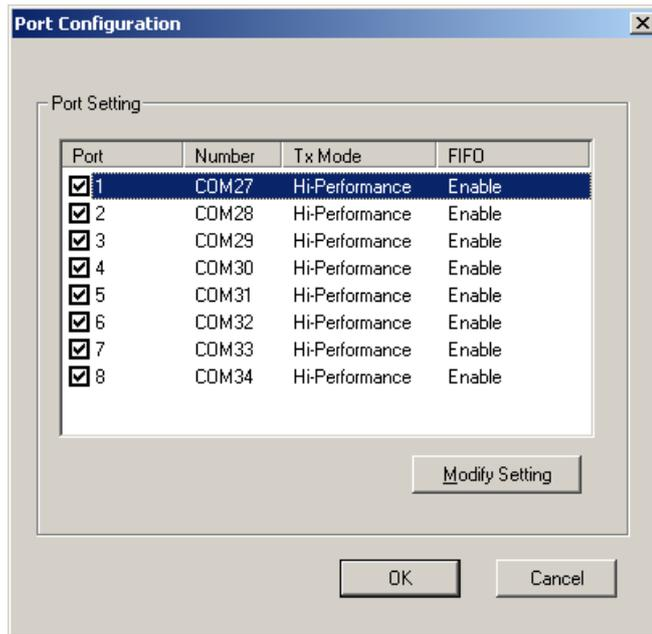 Port Configuration
Port Setting
Port Number Tx Mode FIFO
1 COM27 Hi-Performance Enable
2 COM28 Hi-Performance Enable
3 COM29 Hi-Performance Enable
4 COM30 Hi-Performance Enable
5 COM31 Hi-Performance Enable
6 COM32 Hi-Performance Enable
7 COM33 Hi-Performance Enable
8 COM34 Hi-Performance Enable
Modify Setting
OK Cancel